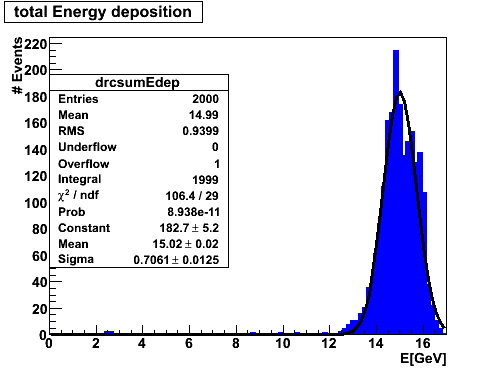 total Energy deposition
# Events
220
200
180
160
140
120
100
80
60
40
20
0
drcsumEdep
Entries 2000
Mean 14.99
RMS 0.9399
Underflow 0
Overflow 1
Integral 1999
χ² / ndf 106.4 / 29
Prob 8.938e-11
Constant 182.7 ± 5.2
Mean 15.02 ± 0.02
Sigma 0.7061 ± 0.0125
0 2 4 6 8 10 12 14 16
E[GeV]